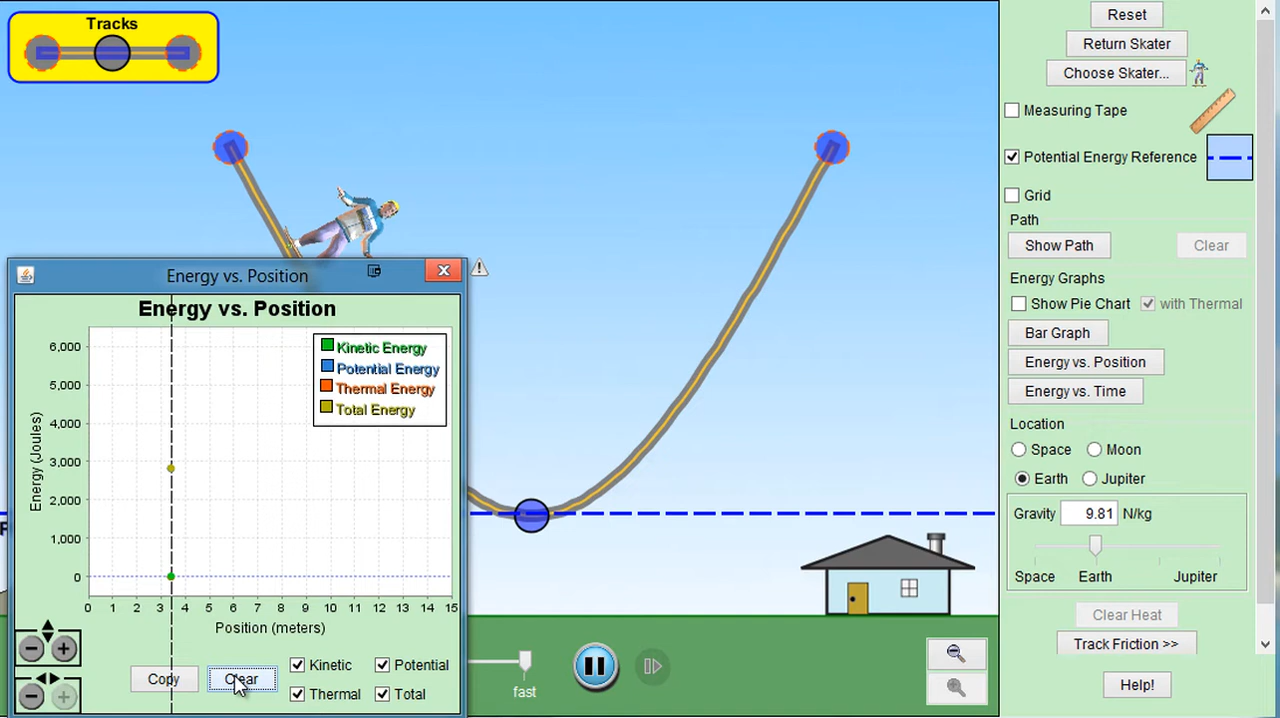 Tracks
Reset
Return Skater
Choose Skater...
Measuring Tape
Potential Energy Reference
Grid
Path
Show Path
Clear
Energy Graphs
Show Pie Chart
with Thermal
Bar Graph
Energy vs. Position
Energy vs. Time
Location
Space
Moon
Earth
Jupiter
Gravity
9.81
N/kg
Space
Earth
Jupiter
Clear Heat
Track Friction >>
Help!
Energy vs. Position
Energy vs. Position
Kinetic Energy
Potential Energy
Thermal Energy
Total Energy
Energy (Joules)
6,000
5,000
4,000
3,000
2,000
1,000
0
0 1 2 3 4 5 6 7 8 9 10 11 12 13 14 15
Position (meters)
Copy
Clear
Kinetic
Potential
Thermal
Total
fast